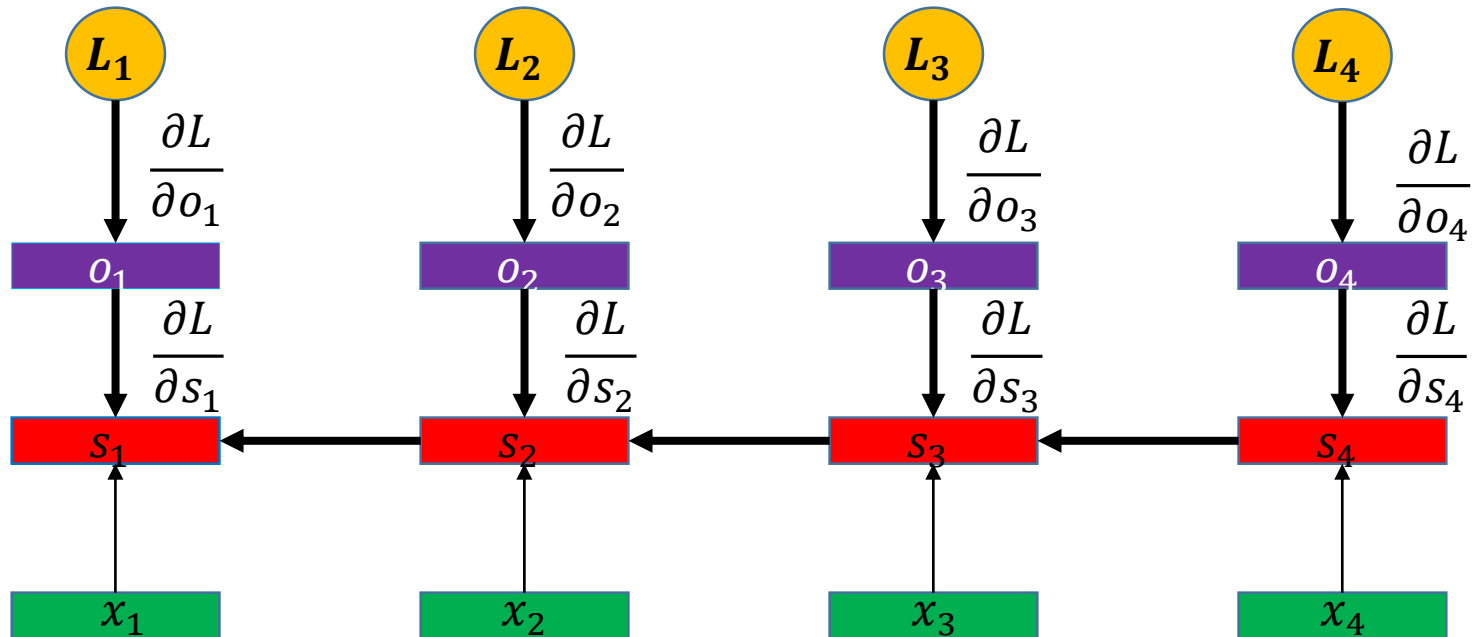 L₁ L₂ L₃ L₄
∂L/∂o₁ ∂L/∂o₂ ∂L/∂o₃ ∂L/∂o₄
o₁ o₂ o₃ o₄
∂L/∂s₁ ∂L/∂s₂ ∂L/∂s₃ ∂L/∂s₄
s₁ s₂ s₃ s₄
x₁ x₂ x₃ x₄